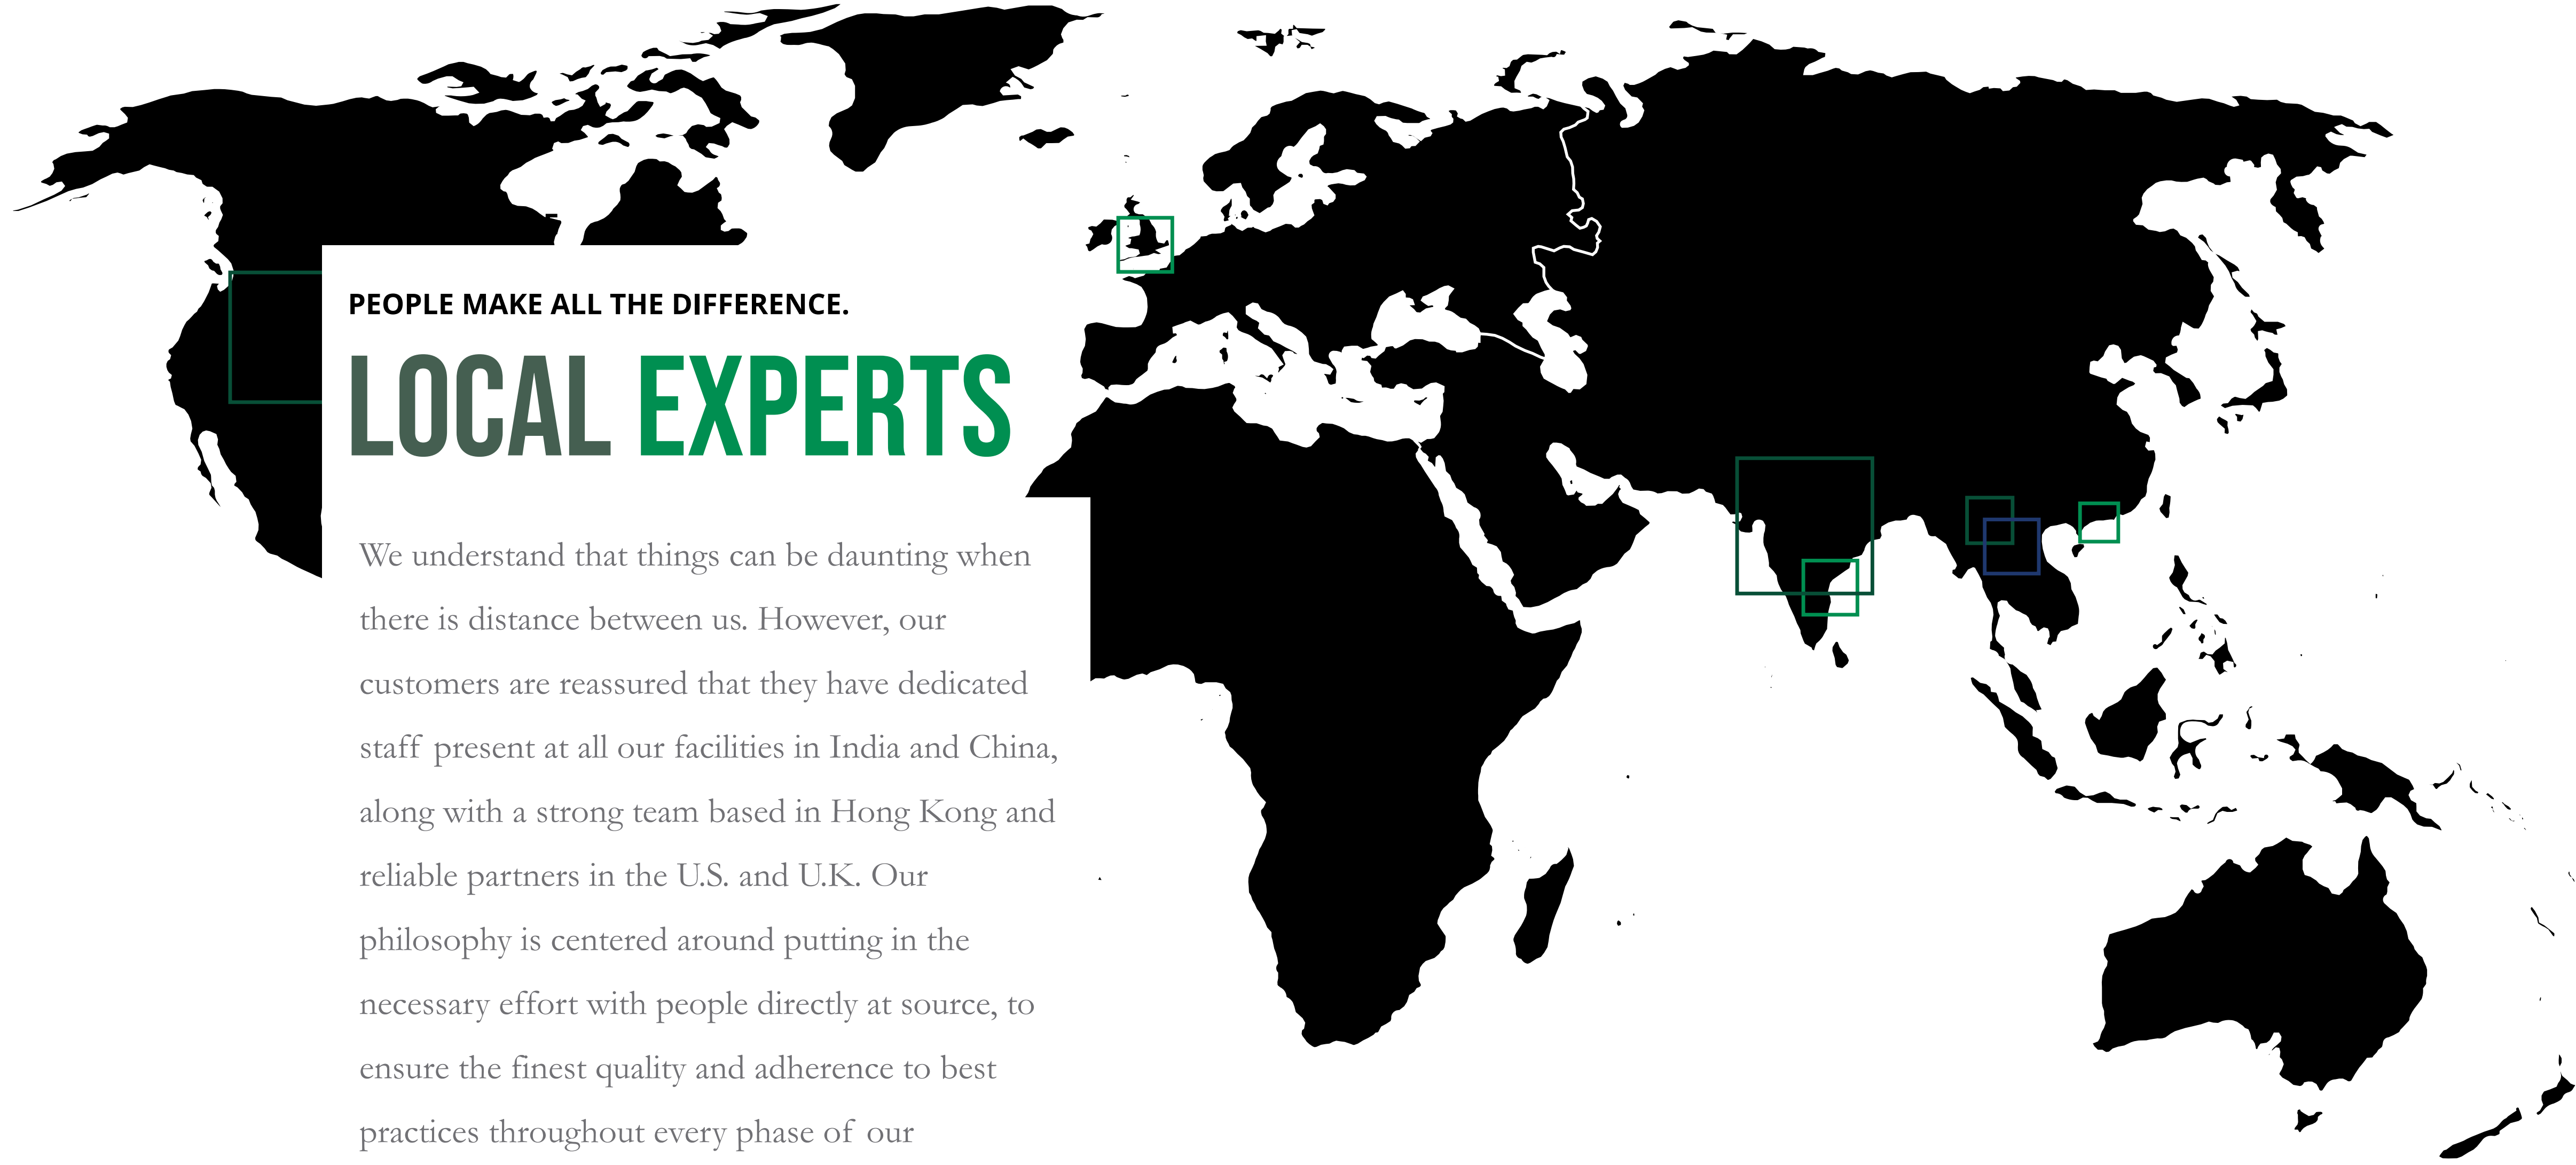 PEOPLE MAKE ALL THE DIFFERENCE.
LOCAL EXPERTS
We understand that things can be daunting when
there is distance between us. However, our
customers are reassured that they have dedicated
staff present at all our facilities in India and China,
along with a strong team based in Hong Kong and
reliable partners in the U.S. and U.K. Our
philosophy is centered around putting in the
necessary effort with people directly at source, to
ensure the finest quality and adherence to best
practices throughout every phase of our